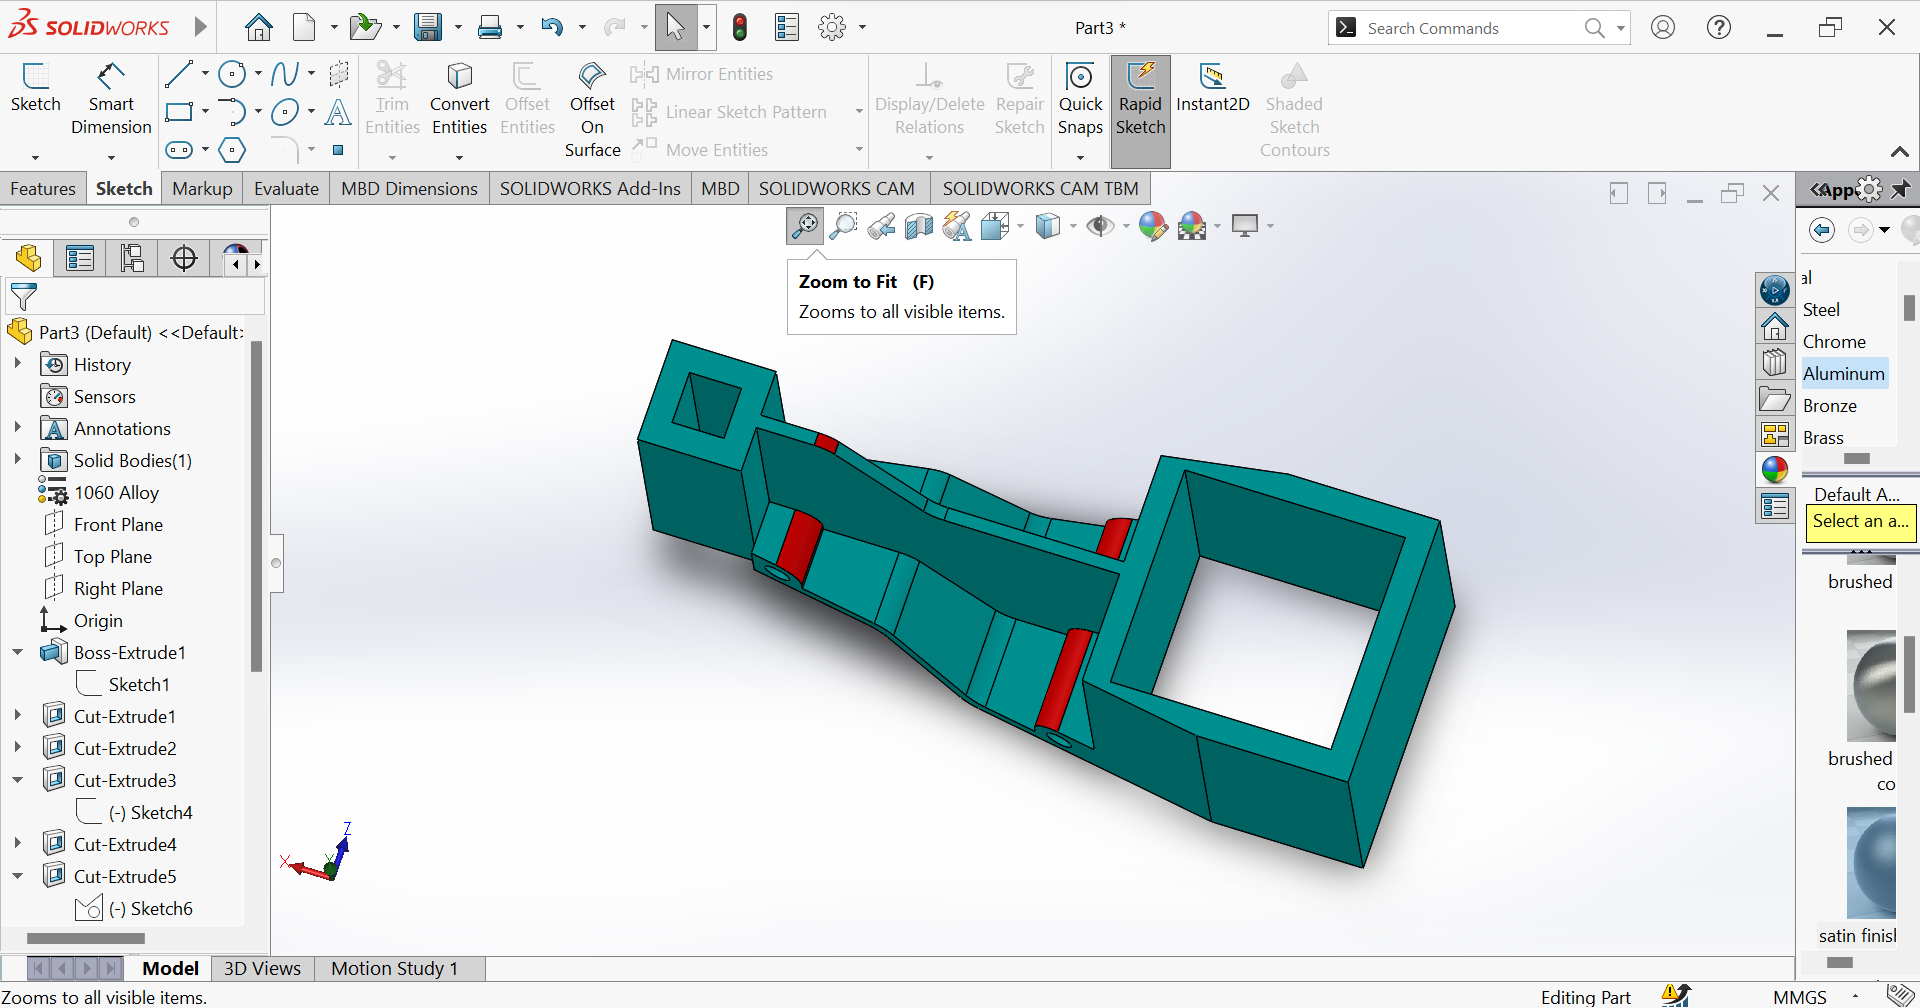 SOLIDWORKS
Part3 *
Search Commands
Sketch
Smart
Dimension
Trim
Entities
Convert
Entities
Offset
Entities
Offset
On
Surface
Mirror Entities
Linear Sketch Pattern
Move Entities
Display/Delete
Relations
Repair
Sketch
Quick
Snaps
Rapid
Sketch
Instant2D
Shaded
Sketch
Contours
Features
Sketch
Markup
Evaluate
MBD Dimensions
SOLIDWORKS Add-Ins
MBD
SOLIDWORKS CAM
SOLIDWORKS CAM TBM
App
Zoom to Fit (F)
Zooms to all visible items.
Part3 (Default) <<Default>
History
Sensors
Annotations
Solid Bodies(1)
1060 Alloy
Front Plane
Top Plane
Right Plane
Origin
Boss-Extrude1
Sketch1
Cut-Extrude1
Cut-Extrude2
Cut-Extrude3
(-) Sketch4
Cut-Extrude4
Cut-Extrude5
(-) Sketch6
X
Y
Z
al
Steel
Chrome
Aluminum
Bronze
Brass
Default A...
Select an a...
brushed
brushed
co
satin finish
Model
3D Views
Motion Study 1
Zooms to all visible items.
Editing Part
MMGS